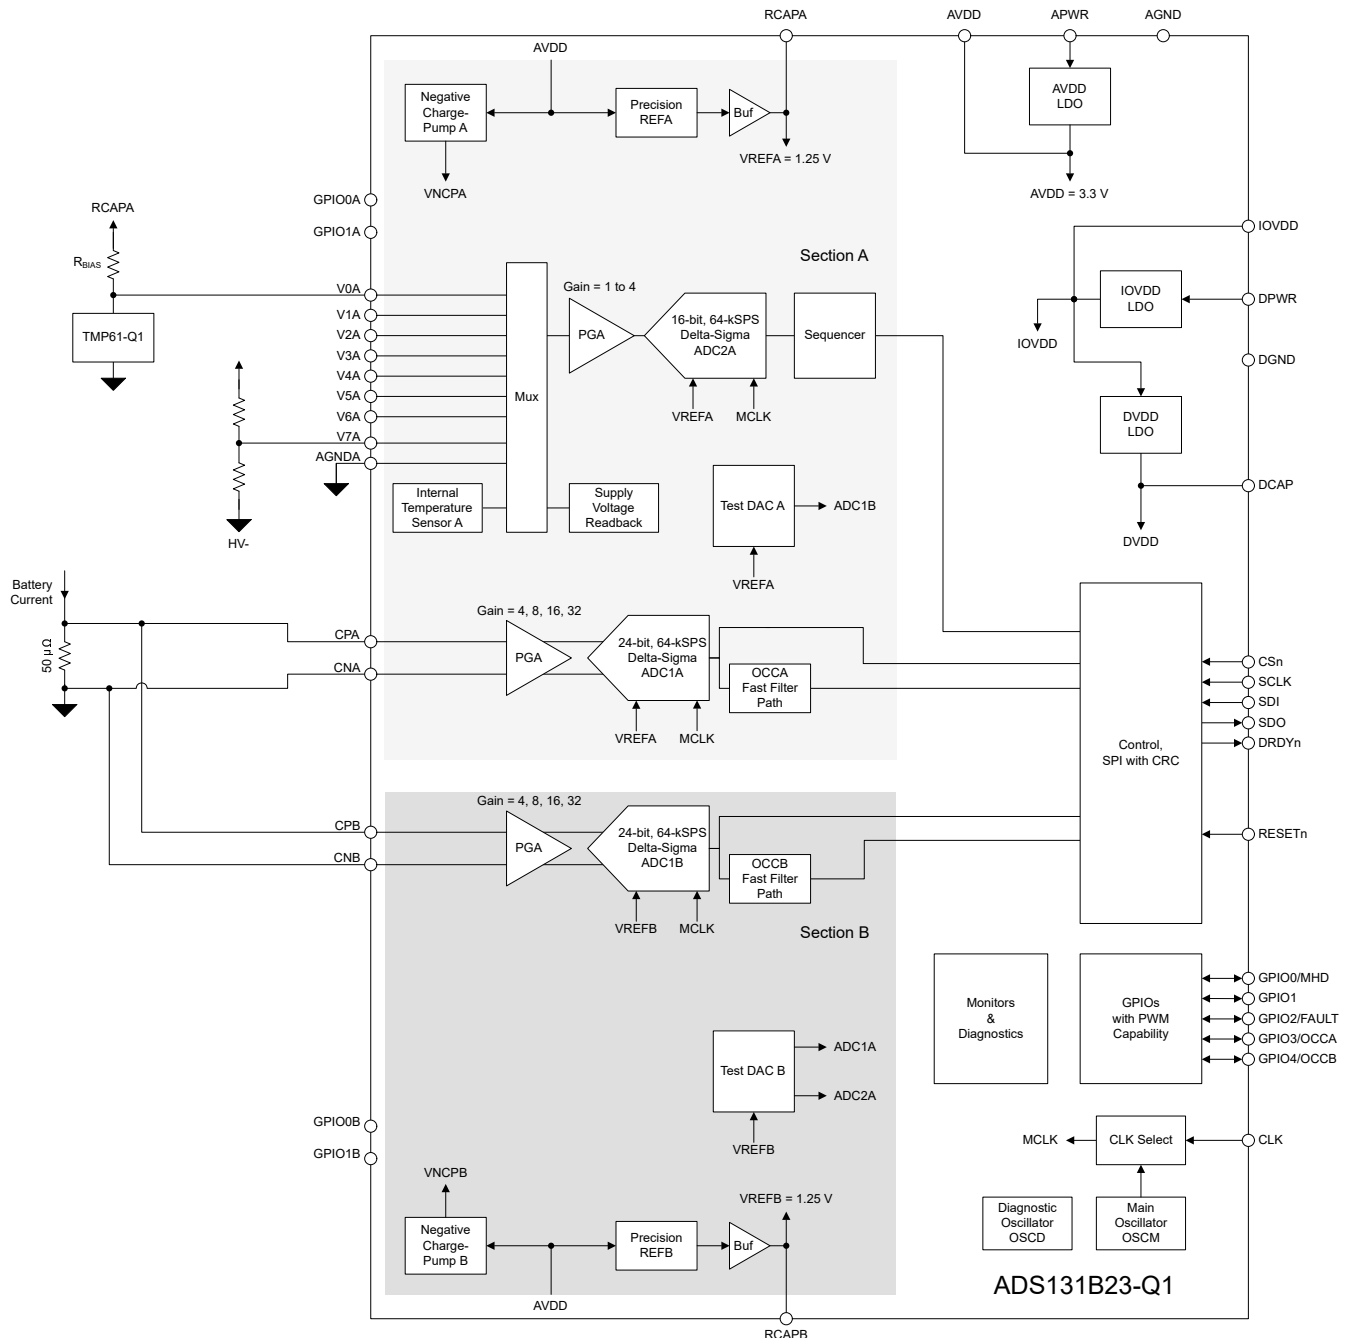 RCAPA
AVDD
APWR
AGND
AVDD
Negative
Charge-
Pump A
Precision
REFA
Buf
AVDD
LDO
VREFA = 1.25 V
VNCPA
AVDD = 3.3 V
GPIO0A
GPIO1A
RCAPA
RBIAS
TMP61-Q1
IOVDD
Section A
IOVDD
LDO
DPWR
IOVDD
DGND
DVDD
LDO
DCAP
DVDD
V0A
V1A
V2A
V3A
V4A
V5A
V6A
V7A
AGNDA
Mux
Gain = 1 to 4
PGA
16-bit, 64-kSPS
Delta-Sigma
ADC2A
Sequencer
VREFA
MCLK
Internal
Temperature
Sensor A
Supply
Voltage
Readback
Test DAC A
ADC1B
VREFA
HV-
Battery
Current
50 µΩ
CPA
CNA
Gain = 4, 8, 16, 32
PGA
24-bit, 64-kSPS
Delta-Sigma
ADC1A
OCCA
Fast Filter
Path
VREFA
MCLK
Control,
SPI with CRC
CSn
SCLK
SDI
SDO
DRDYn
RESETn
Gain = 4, 8, 16, 32
CPB
CNB
PGA
24-bit, 64-kSPS
Delta-Sigma
ADC1B
OCCB
Fast Filter
Path
VREFB
MCLK
Section B
Monitors
&
Diagnostics
GPIOs
with PWM
Capability
GPIO0/MHD
GPIO1
GPIO2/FAULT
GPIO3/OCCA
GPIO4/OCCB
Test DAC B
ADC1A
ADC2A
VREFB
GPIO0B
GPIO1B
MCLK
CLK Select
CLK
Diagnostic
Oscillator
OSCD
Main
Oscillator
OSCM
VNCPB
VREFB = 1.25 V
Negative
Charge-
Pump B
Precision
REFB
Buf
AVDD
RCAPB
ADS131B23-Q1